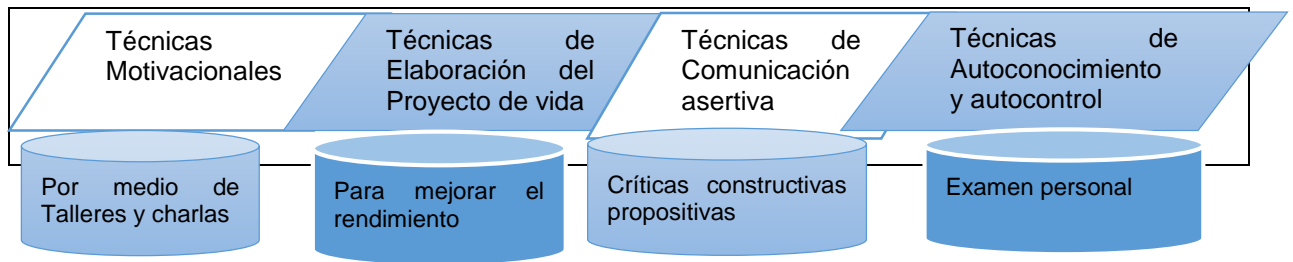 Técnicas
Motivacionales
Técnicas de
Elaboración del
Proyecto de vida
Técnicas de
Comunicación
asertiva
Técnicas de
Autoconocimiento
y autocontrol
Por medio de
Talleres y charlas
Para mejorar el
rendimiento
Críticas constructivas
propositivas
Examen personal